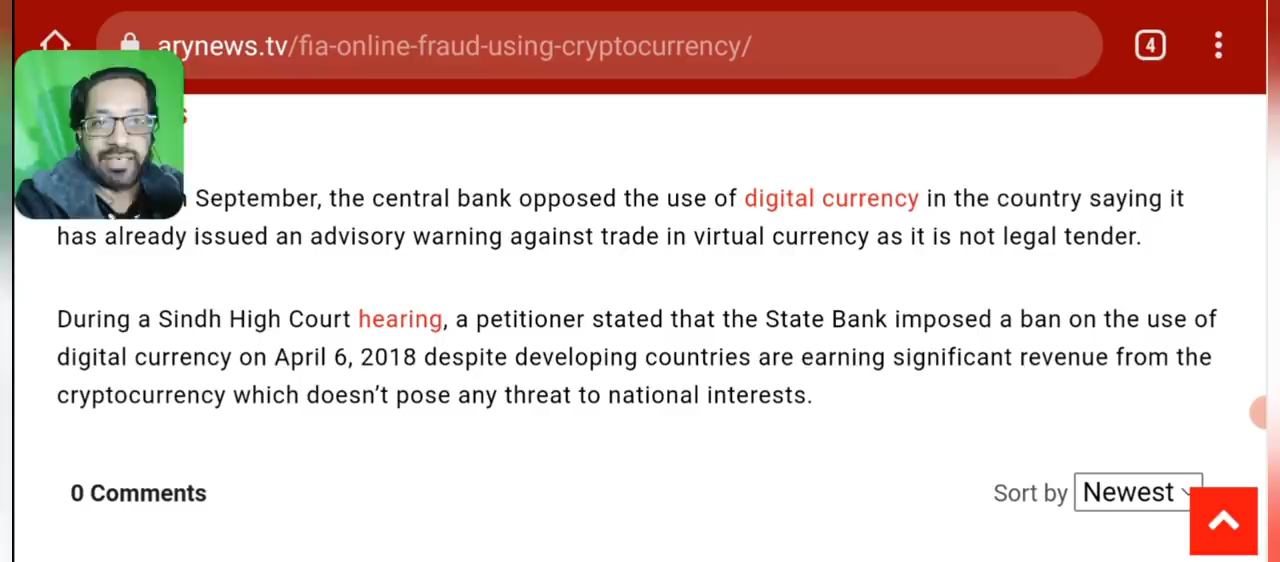 arynews.tv/fia-online-fraud-using-cryptocurrency/
4
September, the central bank opposed the use of digital currency in the country saying it
has already issued an advisory warning against trade in virtual currency as it is not legal tender.
During a Sindh High Court hearing, a petitioner stated that the State Bank imposed a ban on the use of
digital currency on April 6, 2018 despite developing countries are earning significant revenue from the
cryptocurrency which doesn’t pose any threat to national interests.
0 Comments
Sort by Newest